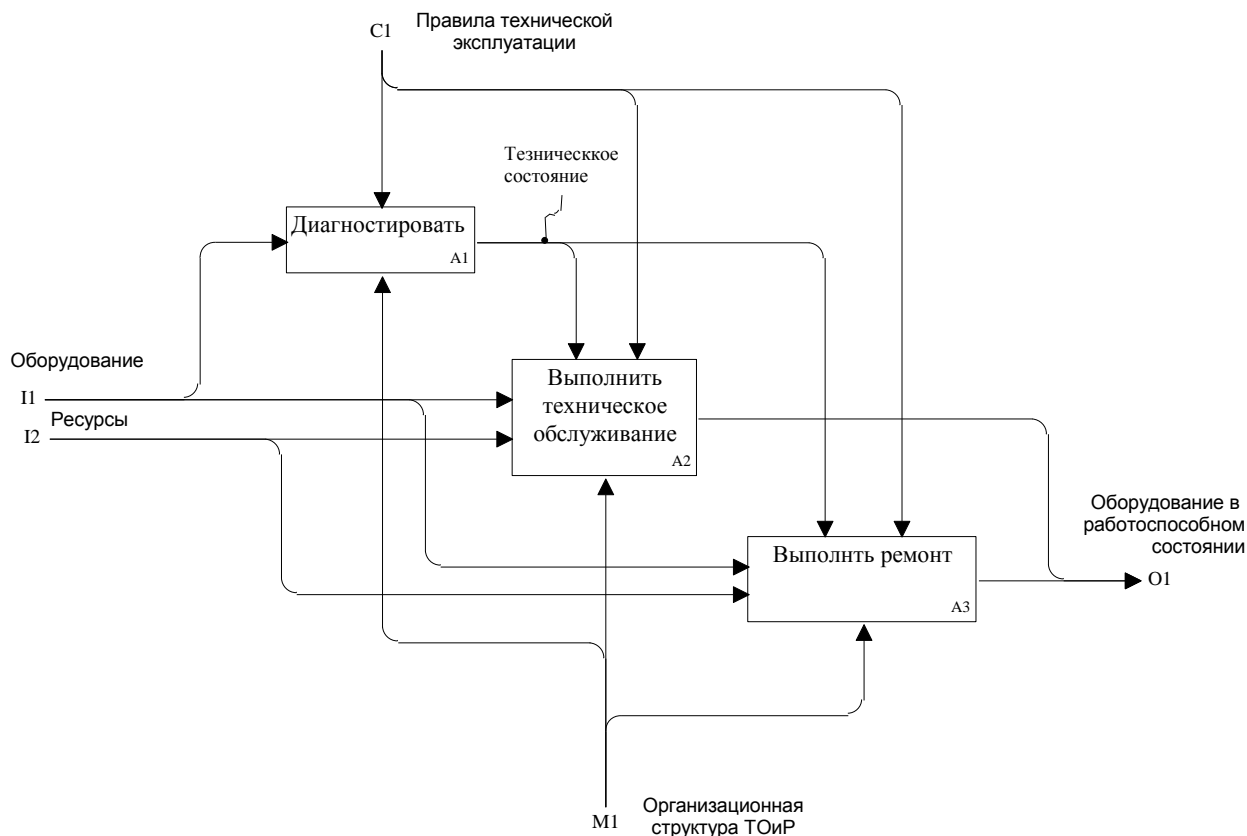 C1
Правила технической
эксплуатации
Тезническкое
состояние
Диагностировать
A1
Оборудование
I1
Ресурсы
I2
Выполнить
техническое
обслуживание
A2
Оборудование в
работоспособном
состоянии
O1
Выполнть ремонт
A3
M1
Организационная
структура ТОиР